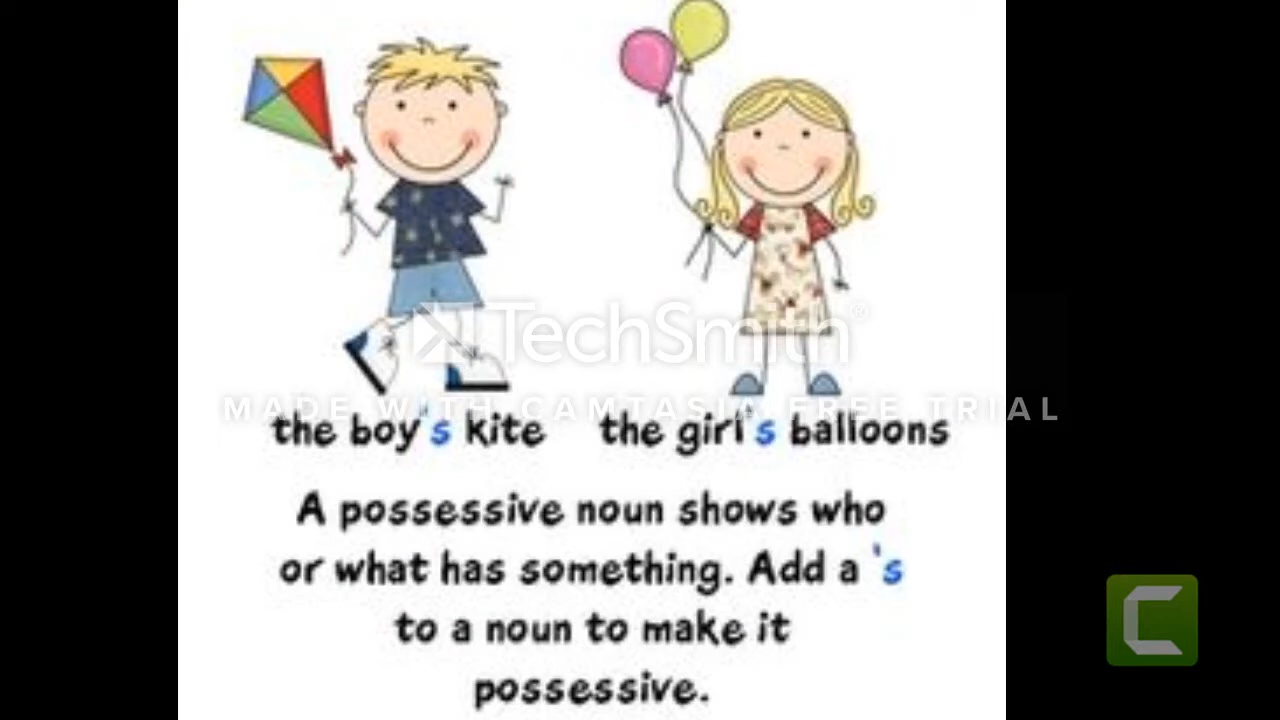 TechSmith®
MADE WITH CAMTASIA FREE TRIAL
the boy's kite the girl's balloons
A possessive noun shows who
or what has something. Add a 's
to a noun to make it
possessive.